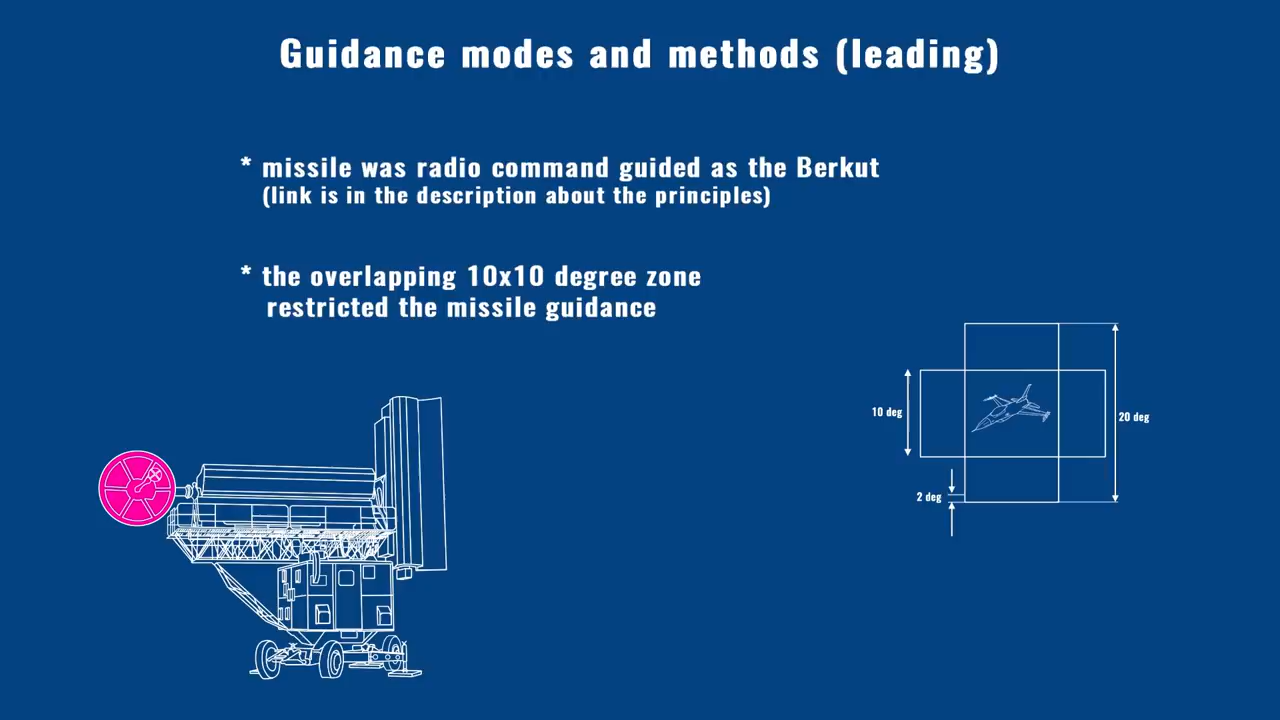 Guidance modes and methods (leading)
* missile was radio command guided as the Berkut
(link is in the description about the principles)
* the overlapping 10x10 degree zone
restricted the missile guidance
10 deg
20 deg
2 deg